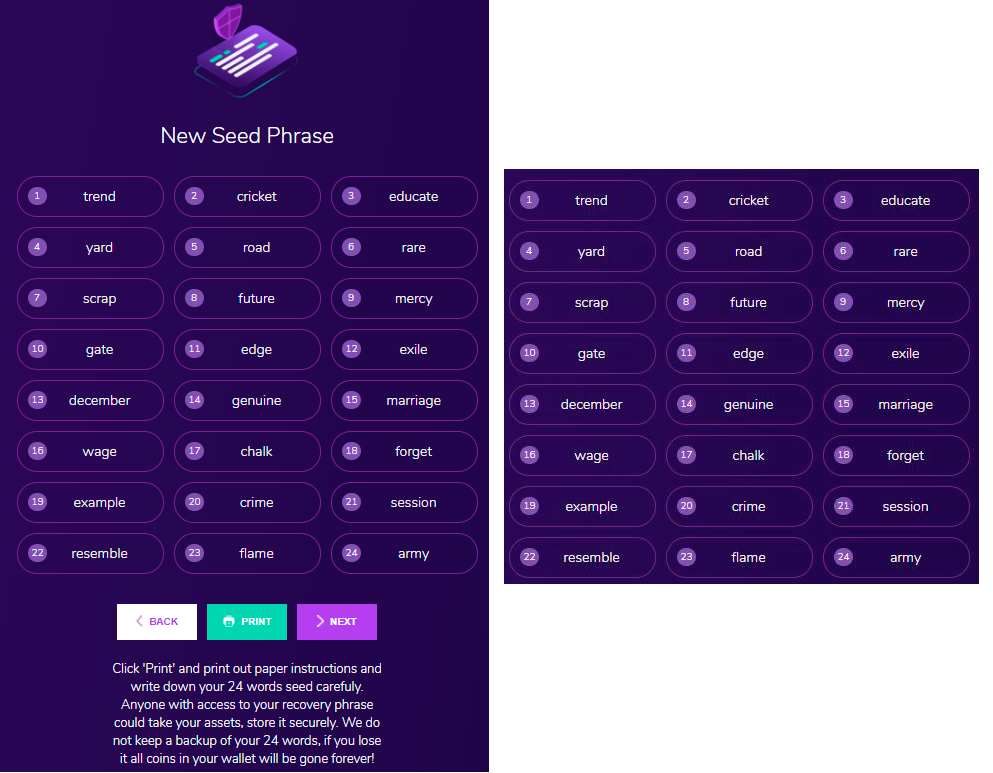 New Seed Phrase
1 trend 2 cricket 3 educate
4 yard 5 road 6 rare
7 scrap 8 future 9 mercy
10 gate 11 edge 12 exile
13 december 14 genuine 15 marriage
16 wage 17 chalk 18 forget
19 example 20 crime 21 session
22 resemble 23 flame 24 army
BACK PRINT NEXT
Click 'Print' and print out paper instructions and
write down your 24 words seed carefuly.
Anyone with access to your recovery phrase
could take your assets, store it securely. We do
not keep a backup of your 24 words, if you lose
it all coins in your wallet will be gone forever!
1 trend 2 cricket 3 educate
4 yard 5 road 6 rare
7 scrap 8 future 9 mercy
10 gate 11 edge 12 exile
13 december 14 genuine 15 marriage
16 wage 17 chalk 18 forget
19 example 20 crime 21 session
22 resemble 23 flame 24 army